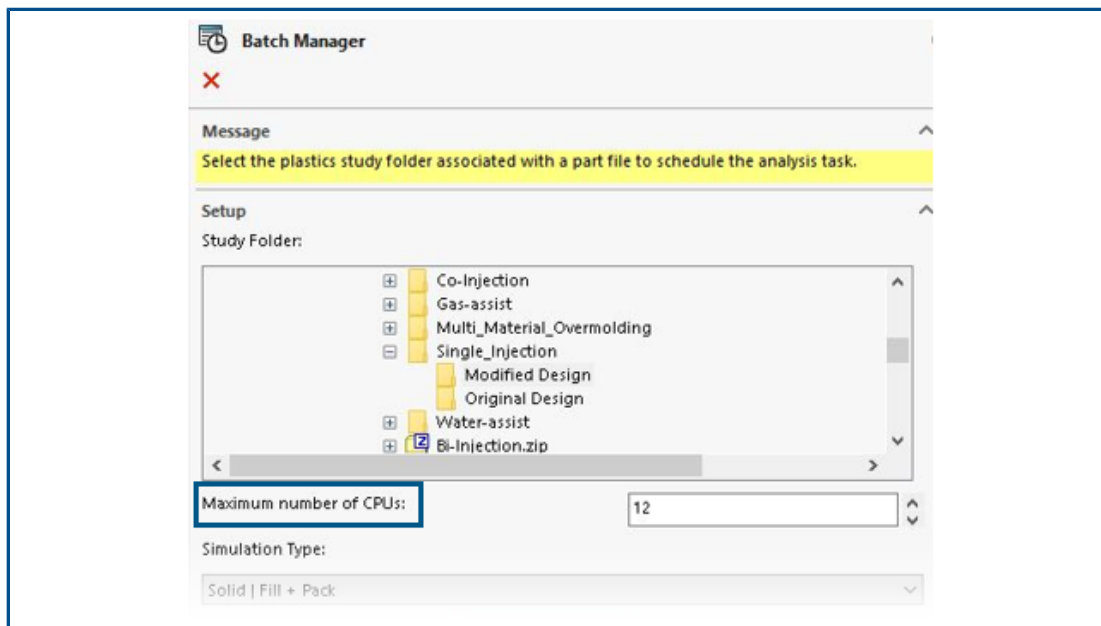 Batch Manager
Message
Select the plastics study folder associated with a part file to schedule the analysis task.
Setup
Study Folder:
Co-Injection
Gas-assist
Multi_Material_Overmolding
Single_Injection
Modified Design
Original Design
Water-assist
Bi-Injection.zip
Maximum number of CPUs:
12
Simulation Type:
Solid | Fill + Pack